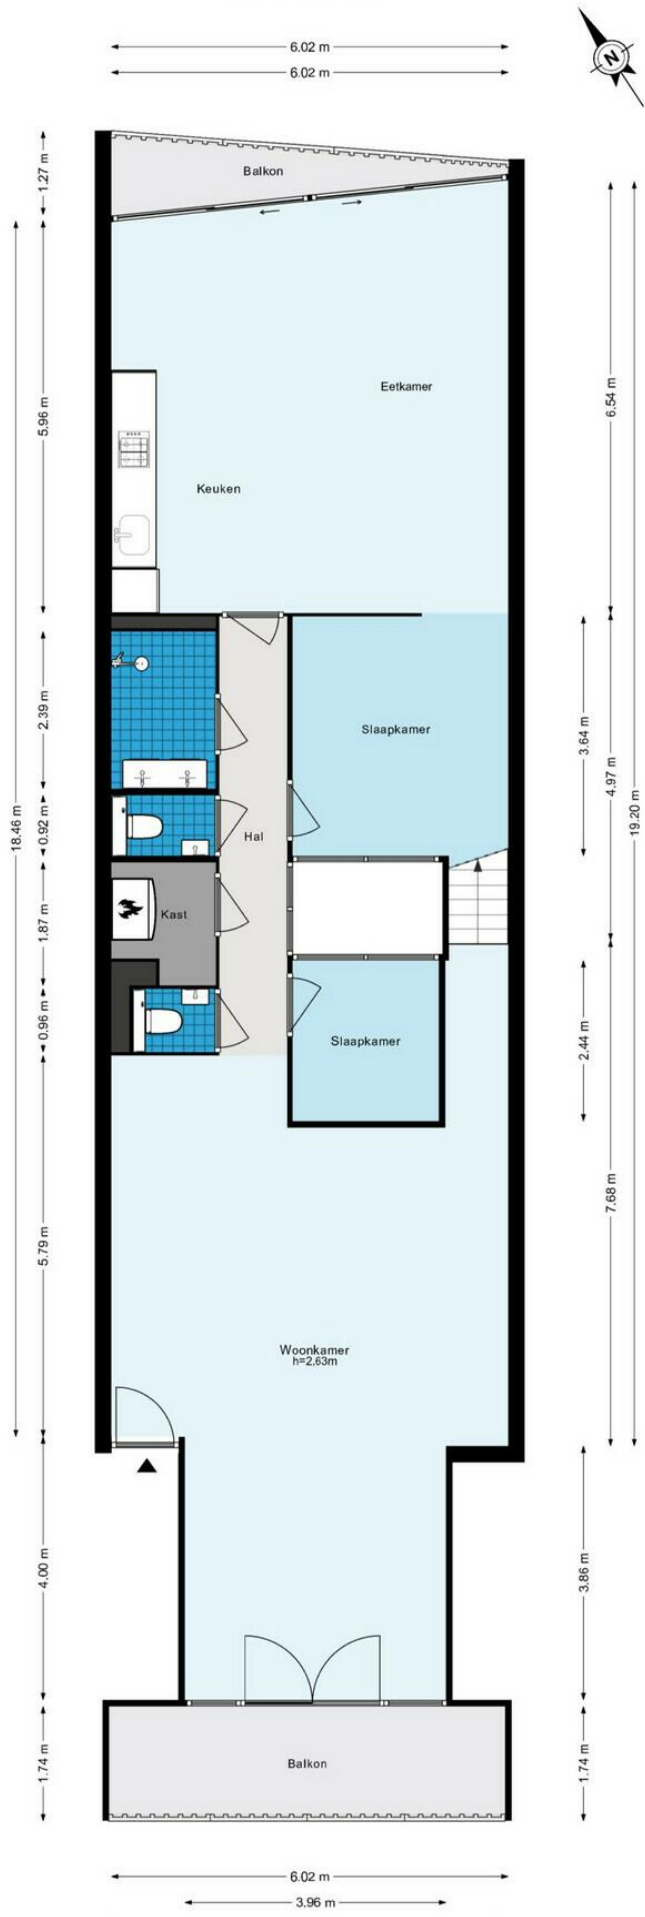 6.02 m
6.02 m
N
1.27 m
Balkon
5.96 m
6.54 m
Eetkamer
Keuken
2.39 m
3.64 m
Slaapkamer
4.97 m
18.46 m
19.20 m
0.92 m
Hal
1.87 m
Kast
0.96 m
Slaapkamer
2.44 m
7.68 m
5.79 m
Woonkamer
h=2.63m
4.00 m
3.86 m
1.74 m
Balkon
1.74 m
6.02 m
3.96 m